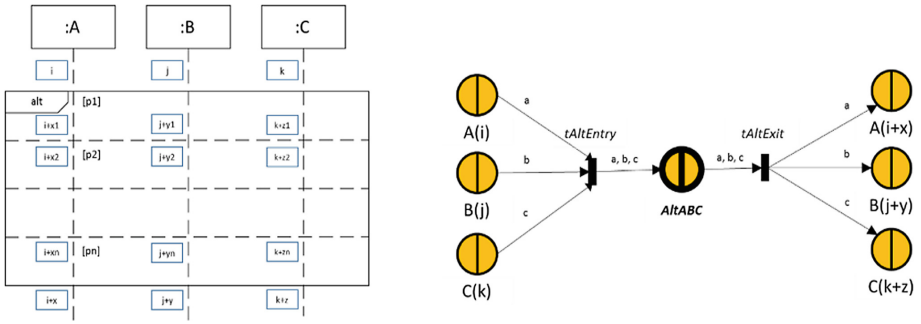 :A :B :C
i j k
alt [p1]
i+x1 j+y1 k+z1
i+x2 [p2] j+y2 k+z2
i+xn [pn] j+yn k+zn
i+x j+y k+z
a
A(i)
tAltEntry
b
B(j)
c
C(k)
a, b, c
AltABC
a, b, c
tAltExit
a
A(i+x)
b
B(j+y)
c
C(k+z)